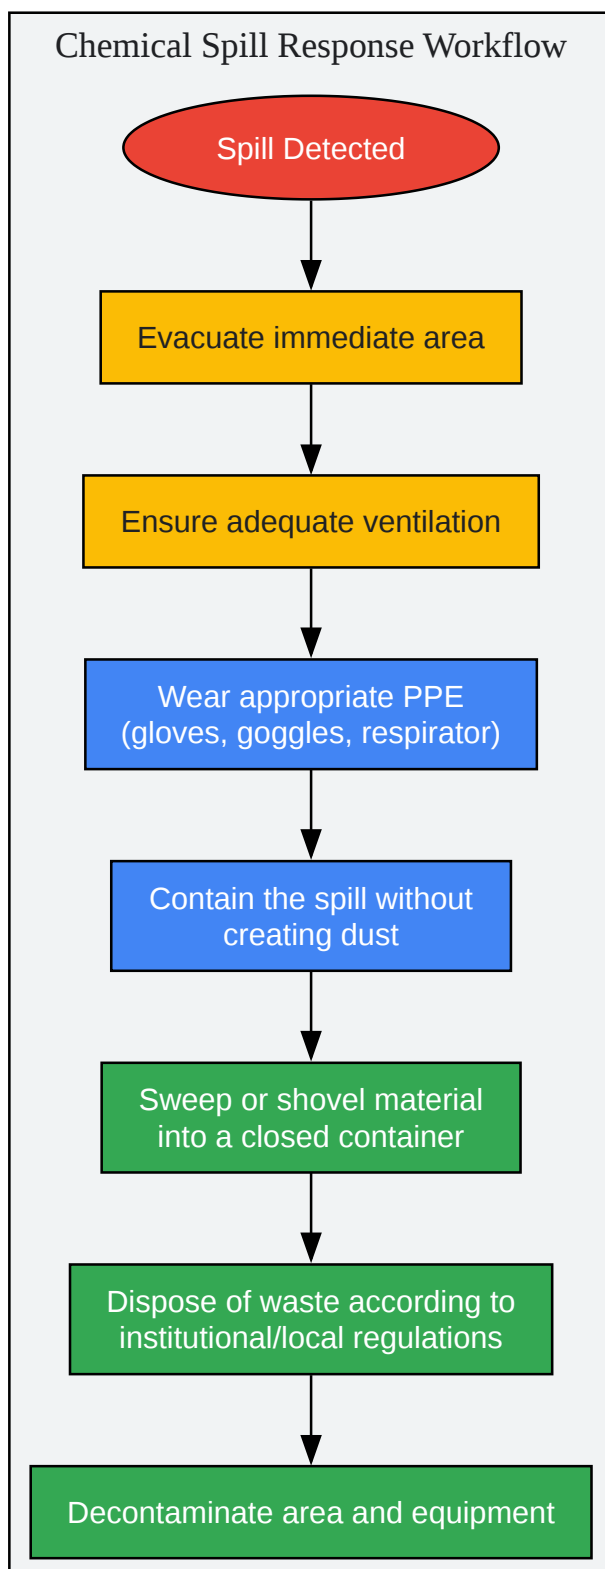 Chemical Spill Response Workflow
Spill Detected
Evacuate immediate area
Ensure adequate ventilation
Wear appropriate PPE
(gloves, goggles, respirator)
Contain the spill without
creating dust
Sweep or shovel material
into a closed container
Dispose of waste according to
institutional/local regulations
Decontaminate area and equipment